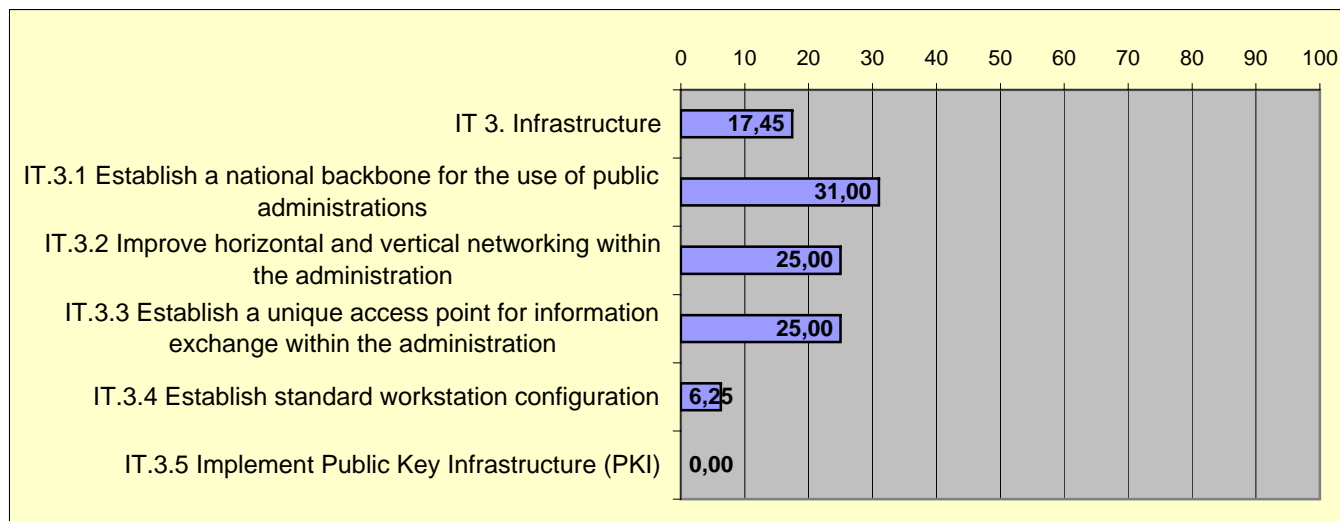 0 10 20 30 40 50 60 70 80 90 100
IT 3. Infrastructure 17,45
IT.3.1 Establish a national backbone for the use of public
administrations
31,00
IT.3.2 Improve horizontal and vertical networking within
the administration
25,00
IT.3.3 Establish a unique access point for information
exchange within the administration
25,00
IT.3.4 Establish standard workstation configuration 6,25
IT.3.5 Implement Public Key Infrastructure (PKI) 0,00